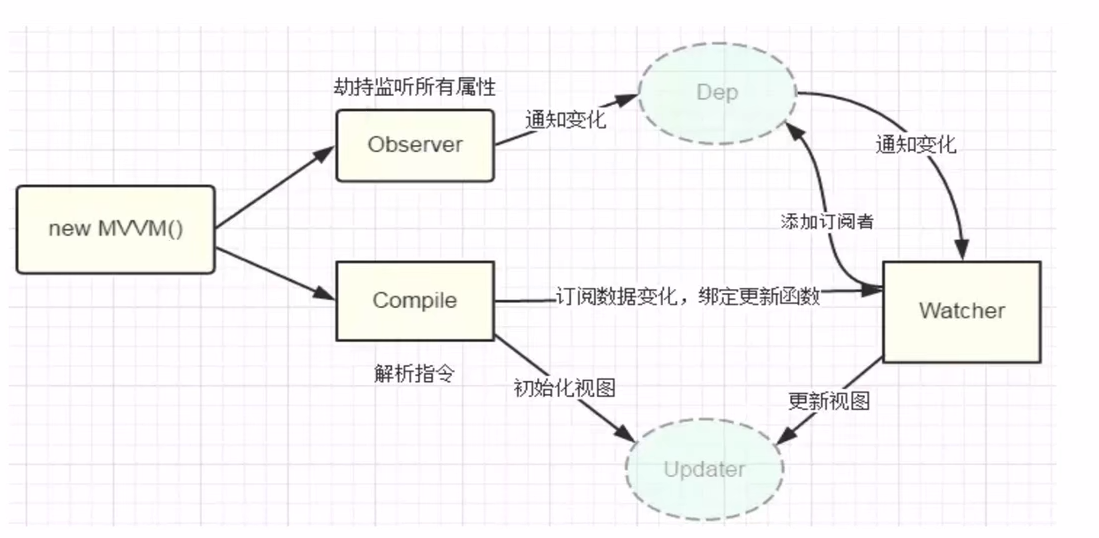 劫持监听所有属性
Dep
Observer
通知变化
通知变化
new MVVM()
添加订阅者
Compile
订阅数据变化，绑定更新函数
Watcher
解析指令
初始化视图
更新视图
Updater